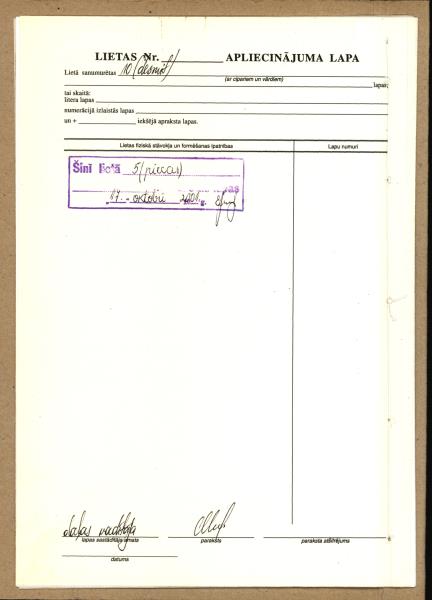 LIETAS Nr. APLIECINĀJUMA LAPA
Lietā sanumurētas 10 (desmit) lapas;
(ar cipariem un vārdiem)
tai skaitā:
litera lapas
numerācijā izlaistās lapas
un + iekšējā apraksta lapas.
Lietas fiziskā stāvokļa un formēšanas īpatnības Lapu numuri
Šinī lietā 5 (piecas)
17. oktobrī 2001. g.
lapas sastādītāja amats paraksts paraksta atšifrējums
datums